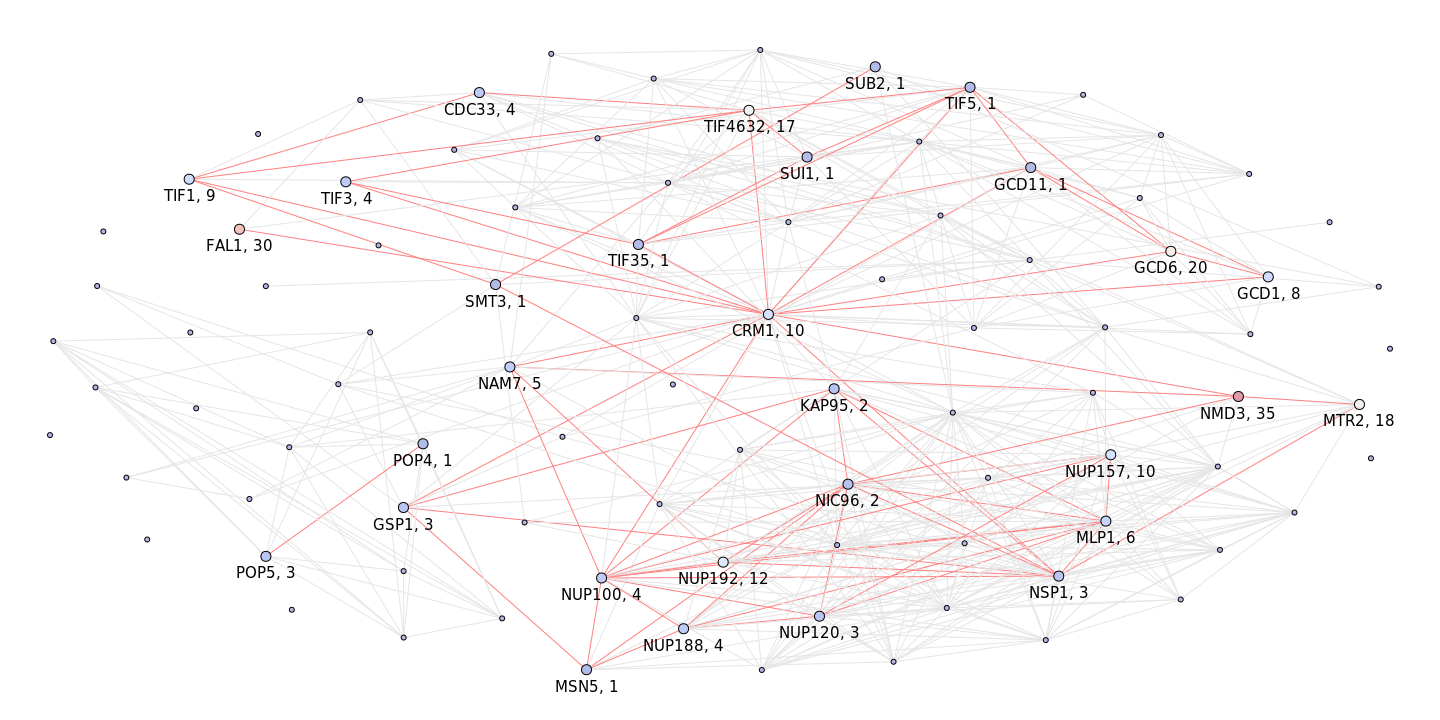 SUB2, 1
TIF5, 1
CDC33, 4
TIF4632, 17
SUI1, 1
GCD11, 1
TIF1, 9
TIF3, 4
FAL1, 30
TIF35, 1
GCD6, 20
GCD1, 8
SMT3, 1
CRM1, 10
NAM7, 5
KAP95, 2
NMD3, 35
MTR2, 18
POP4, 1
NUP157, 10
NIC96, 2
GSP1, 3
MLP1, 6
POP5, 3
NUP192, 12
NUP100, 4
NSP1, 3
NUP120, 3
NUP188, 4
MSN5, 1